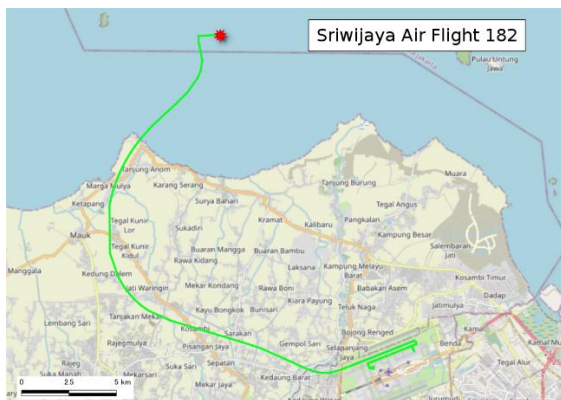 Sriwijaya Air Flight 182
Pulau Untung
Jawa
Tanjung Anom
Marga Mulya
Karang Serang
Tanjung Burung
Muara
Ketapang
Surya Bahari
Tegal Angus
Tegal Kunir
Lor
Sukadiri
Kramat
Pangkalan
Kalibaru
Mauk
Kampung Besar
Tegal Kunir
Kidul
Buaran Mangga
Buaran Bambu
Salembaran
Jati
Rawa Kidang
Manggala
Kedung Dalem
Laksana
Kampung Melayu
Barat
Kosambi Timur
Jati Waringin
Mekar Kondang
Rawa Boni
Babakan Asem
Dadap
Kiara Payung
Jatimulya
Kayu Bongkok
Bunisari
Teluk Naga
Tanjakan Mekar
Lembang Sari
Kosambi
Sarakan
Bojong Renged
Kamal
Rajegmulya
Pisangan Jaya
Gempol Sari
Selapanjang
Jaya
Benda
Kamal Mu
Rajeg
Suka Sari
Sepatan
Tegal Alur
Mekar Jaya
Kedaung Barat
Jurumudi
0 2.5 5 km